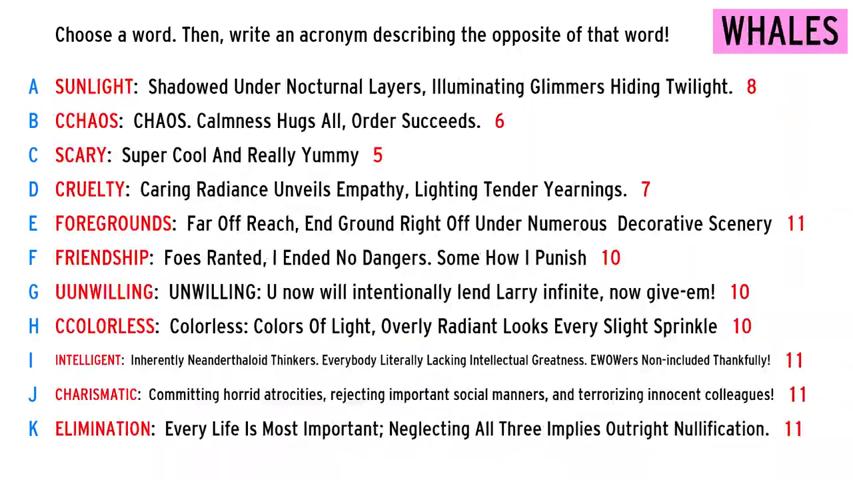 Choose a word. Then, write an acronym describing the opposite of that word!
WHALES
A SUNLIGHT: Shadowed Under Nocturnal Layers, Illuminating Glimmers Hiding Twilight. 8
B CCHAOS: CHAOS. Calmness Hugs All, Order Succeeds. 6
C SCARY: Super Cool And Really Yummy 5
D CRUELTY: Caring Radiance Unveils Empathy, Lighting Tender Yearnings. 7
E FOREGROUNDS: Far Off Reach, End Ground Right Off Under Numerous Decorative Scenery 11
F FRIENDSHIP: Foes Ranted, I Ended No Dangers. Some How I Punish 10
G UUNWILLING: UNWILLING: U now will intentionally lend Larry infinite, now give-em! 10
H CCOLORLESS: Colorless: Colors Of Light, Overly Radiant Looks Every Slight Sprinkle 10
I INTELLIGENT: Inherently Neanderthaloid Thinkers. Everybody Literally Lacking Intellectual Greatness. EWOWers Non-included Thankfully! 11
J CHARISMATIC: Committing horrid atrocities, rejecting important social manners, and terrorizing innocent colleagues! 11
K ELIMINATION: Every Life Is Most Important; Neglecting All Three Implies Outright Nullification. 11